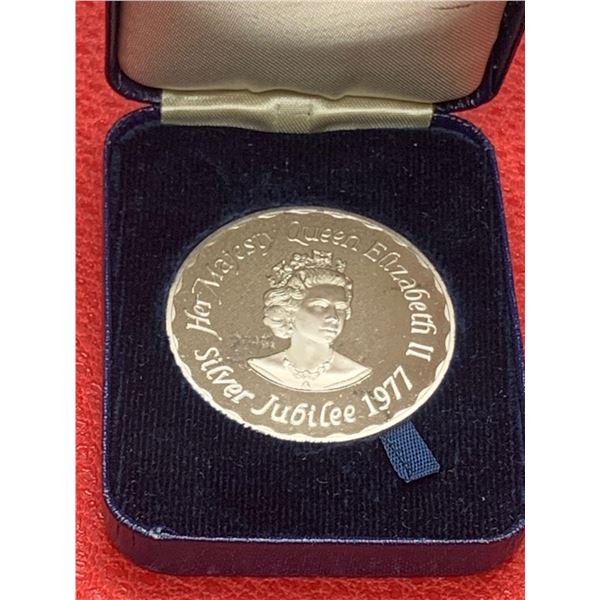 Her Majesty Queen Elizabeth II
Silver Jubilee 1977